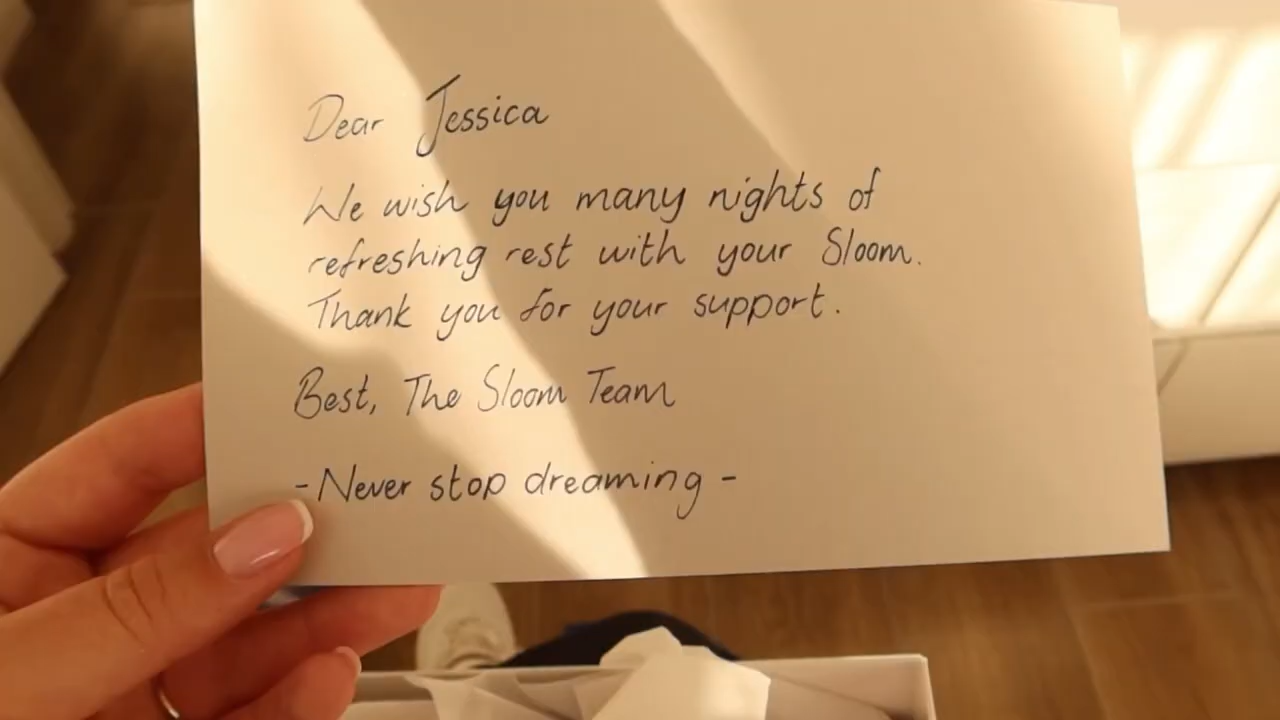 Dear Jessica
We wish you many nights of
refreshing rest with your Sloom.
Thank you for your support.
Best, The Sloom Team
- Never stop dreaming -